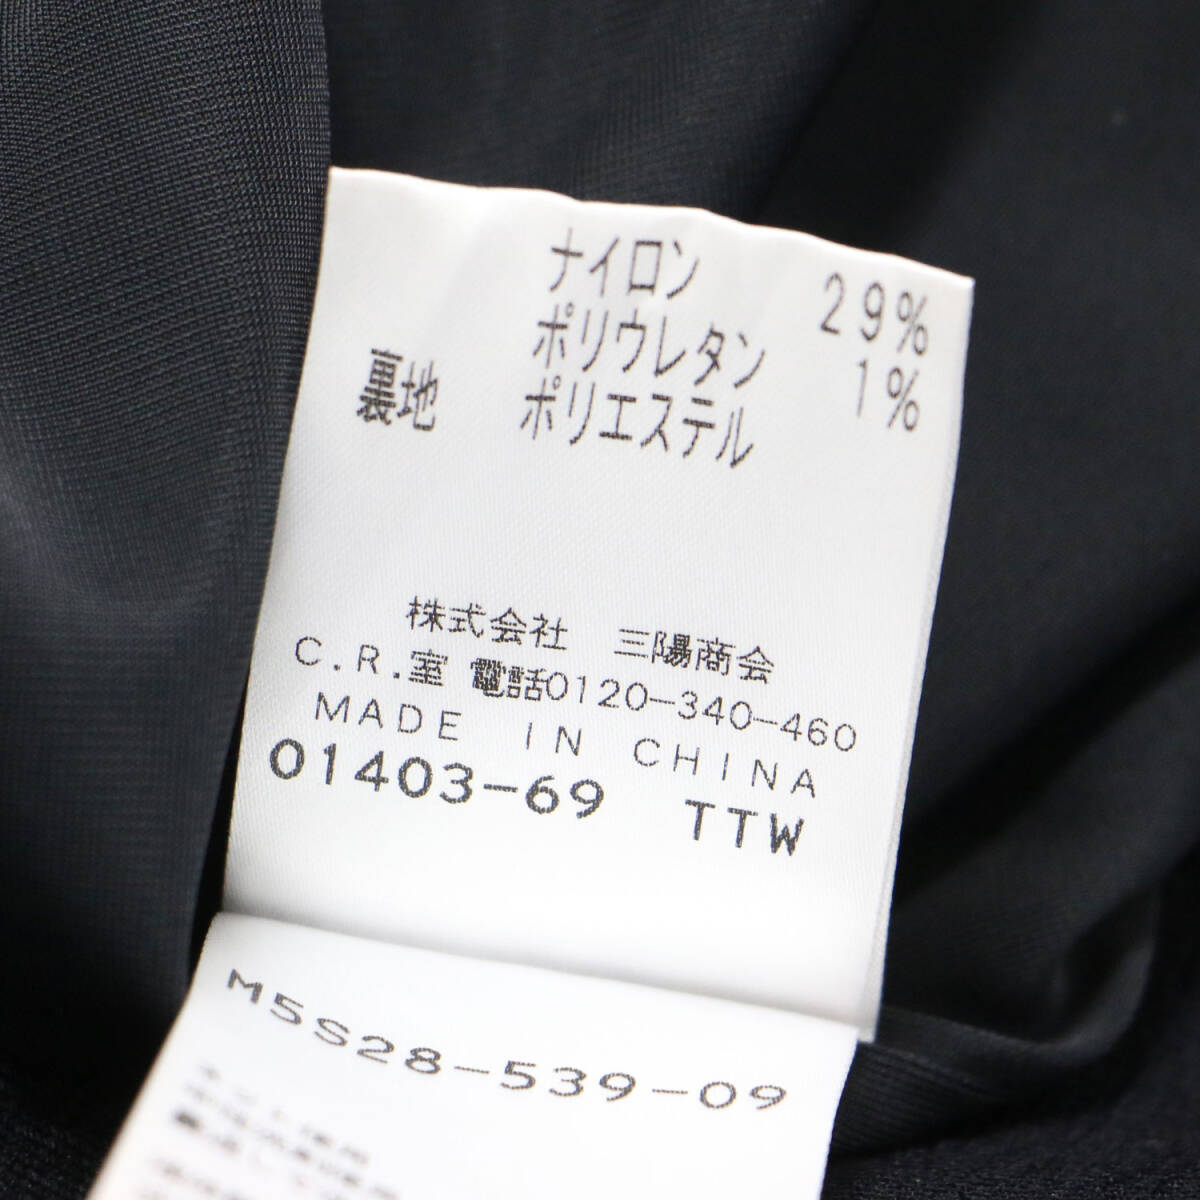 ナイロン 29%
ポリウレタン 1%
裏地 ポリエステル
株式会社 三陽商会
C.R.室 電話0120-340-460
MADE IN CHINA
01403-69 TTW
M5S28-539-09